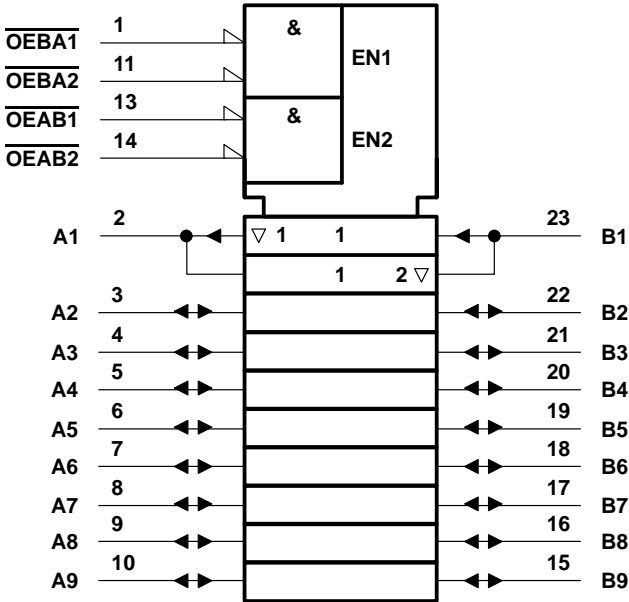 OEBA1 1 &
OEBA2 11 EN1
OEAB1 13 &
OEAB2 14 EN2
A1 2 1 1 23 B1
1 2
A2 3 22 B2
A3 4 21 B3
A4 5 20 B4
A5 6 19 B5
A6 7 18 B6
A7 8 17 B7
A8 9 16 B8
A9 10 15 B9